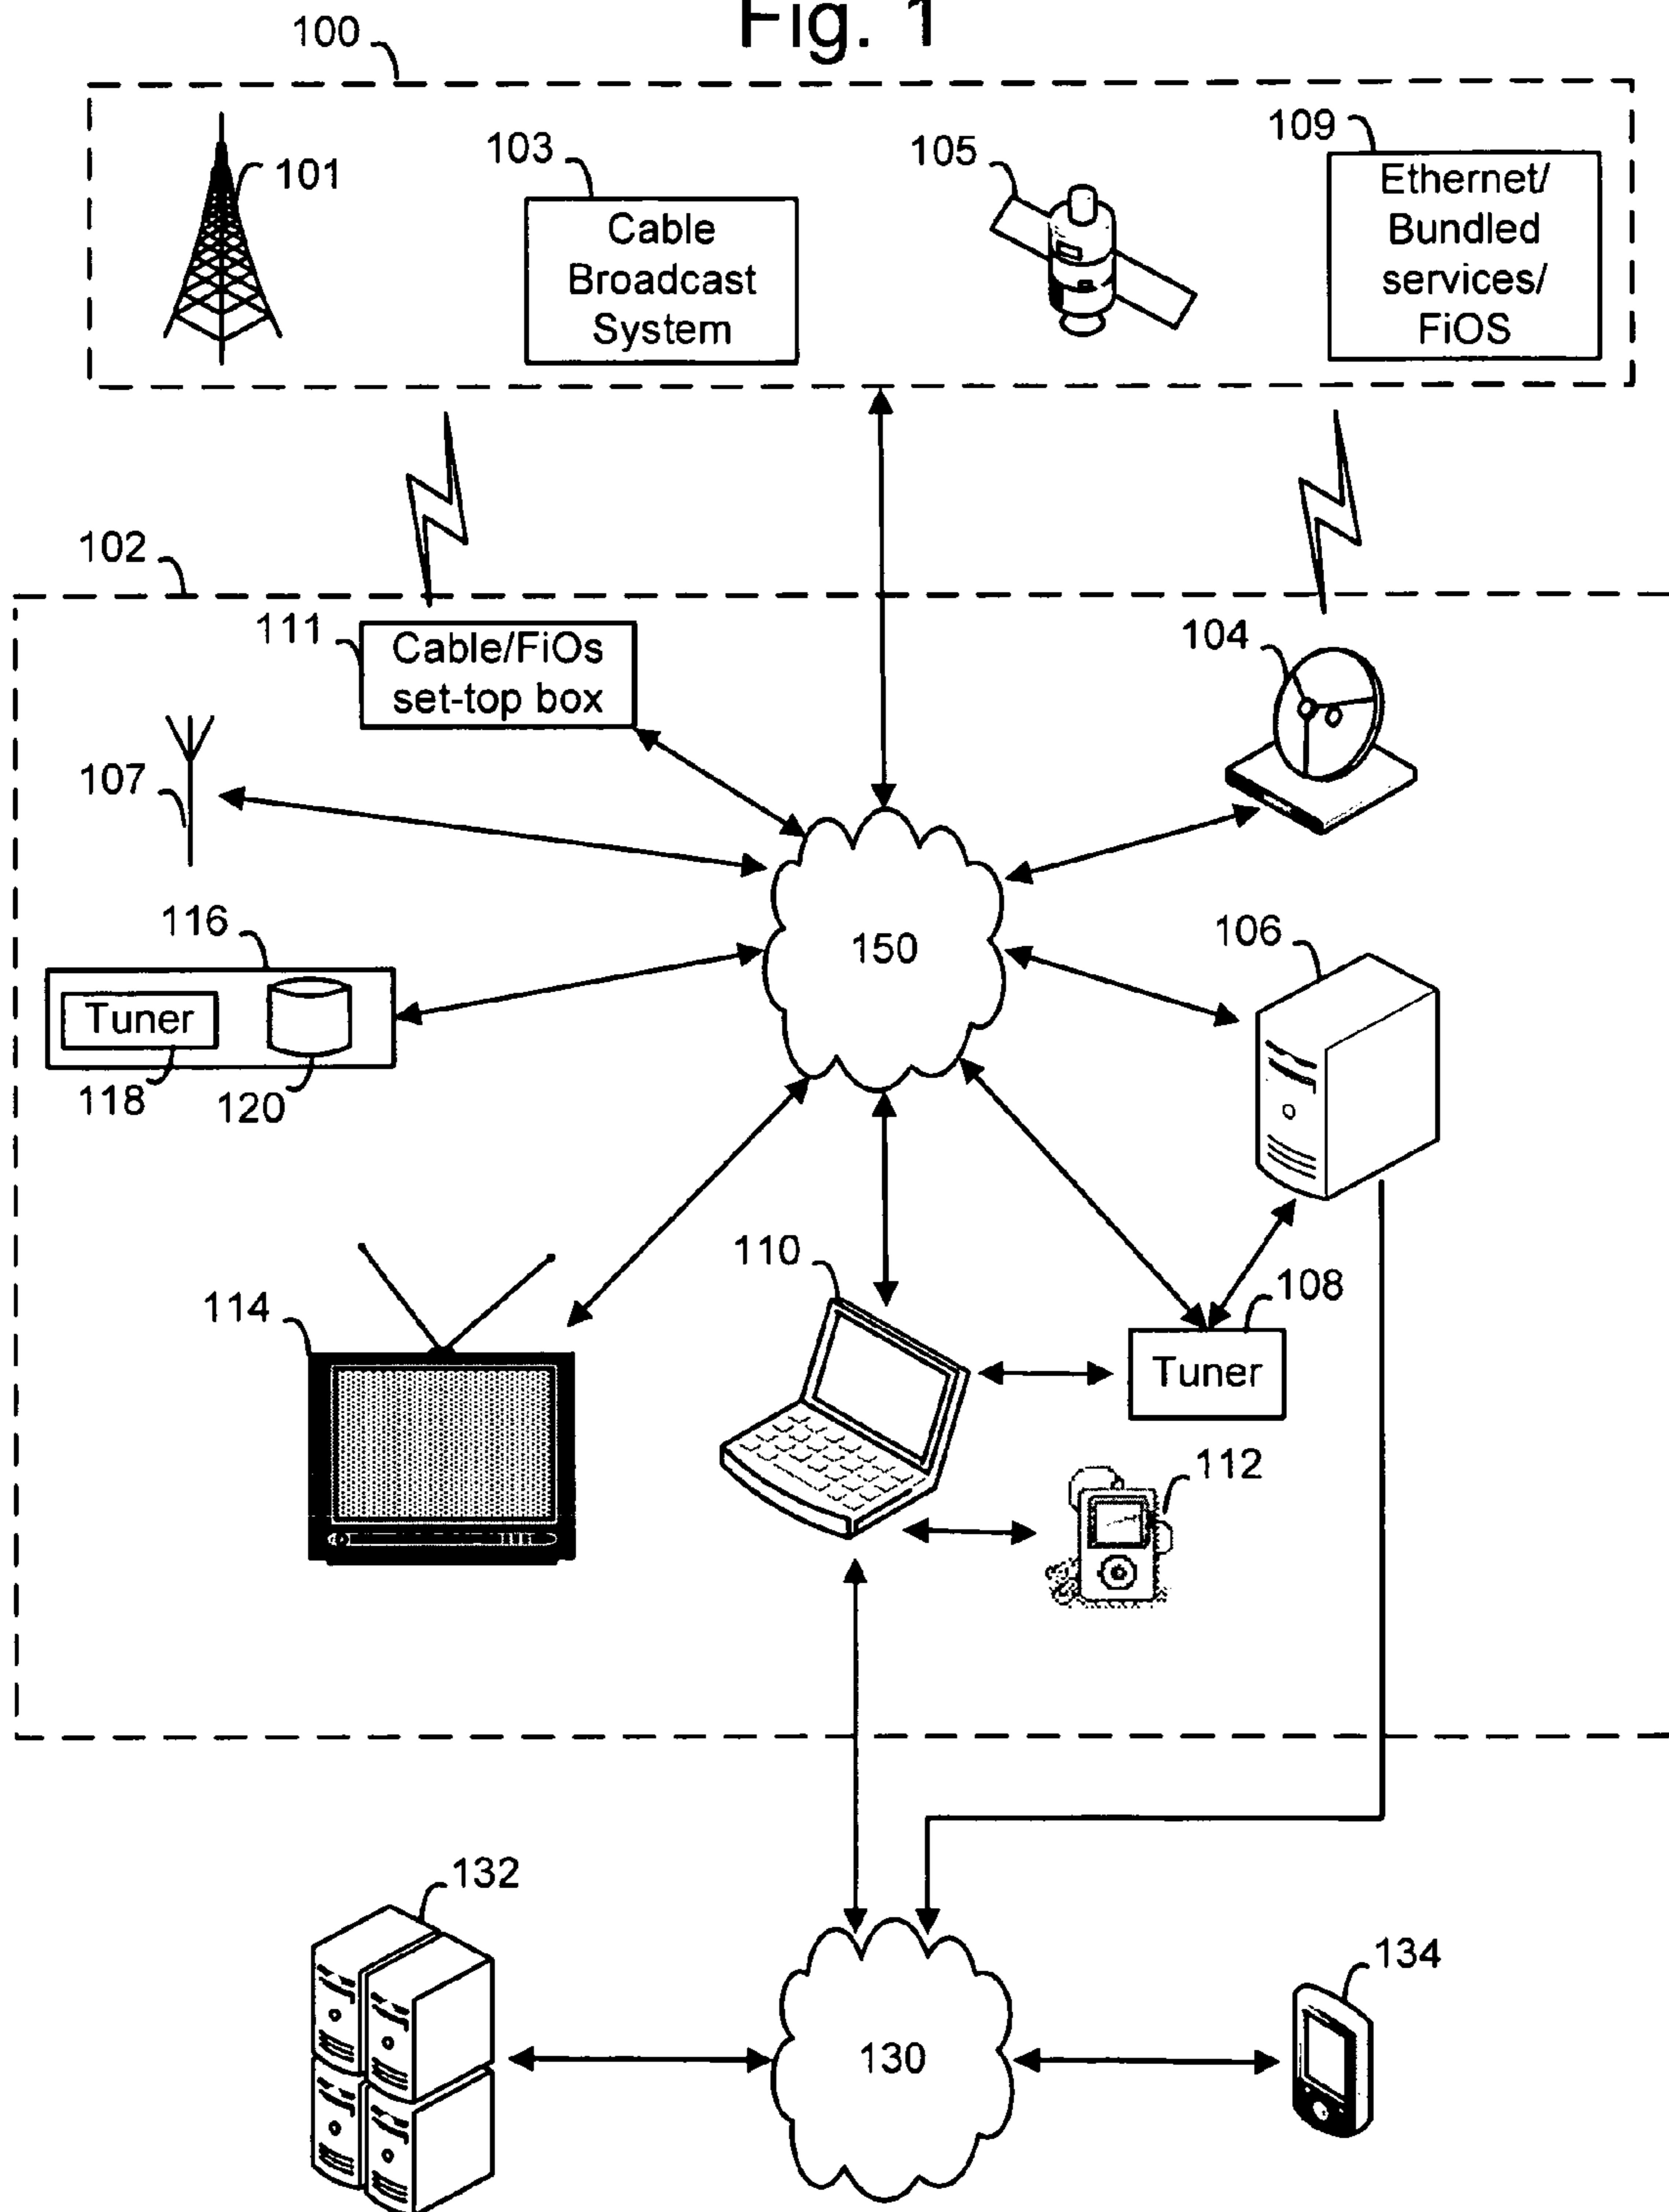 Fig. 1
100
101
103
Cable
Broadcast
System
105
109
Ethernet/
Bundled
services/
FiOS
102
111
Cable/FiOs
set-top box
104
107
150
116
Tuner
118
120
106
114
110
108
Tuner
112
132
130
134